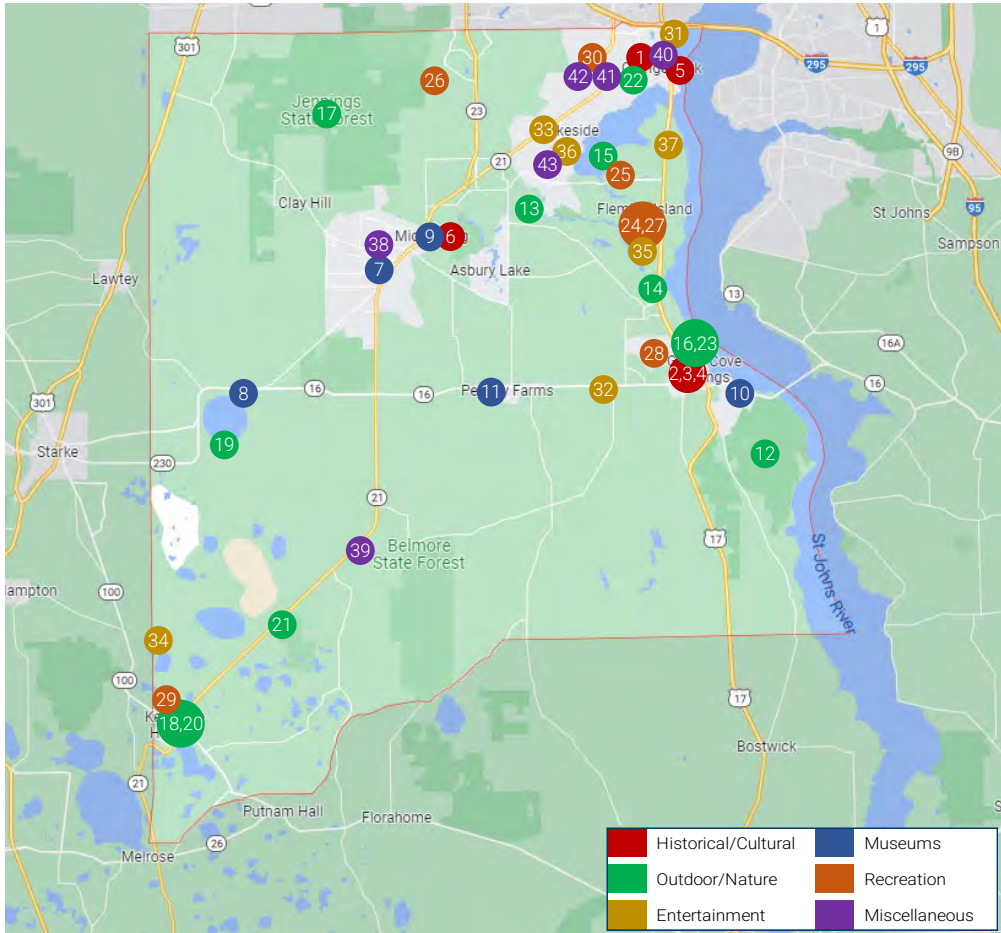 301
1
31
30
1
40
5
295
295
42
41
22
26
Jennings
State Forest
17
23
33
keside
36
43
15
37
25
9B
21
Clay Hill
13
Fleming Island
24,27
St Johns
95
Sampson
38
9
6
7
Asbury Lake
35
14
Lawtey
13
16,23
28
Cove
2,3,4
16A
8
16
16
11
Farms
32
10
16
301
Starke
19
230
12
21
Belmore
State Forest
39
17
St Johns River
ampton
100
21
34
100
29
18,20
17
Bostwick
21
Putnam Hall
Florahome
26
Melrose
Historical/Cultural
Museums
Outdoor/Nature
Recreation
Entertainment
Miscellaneous